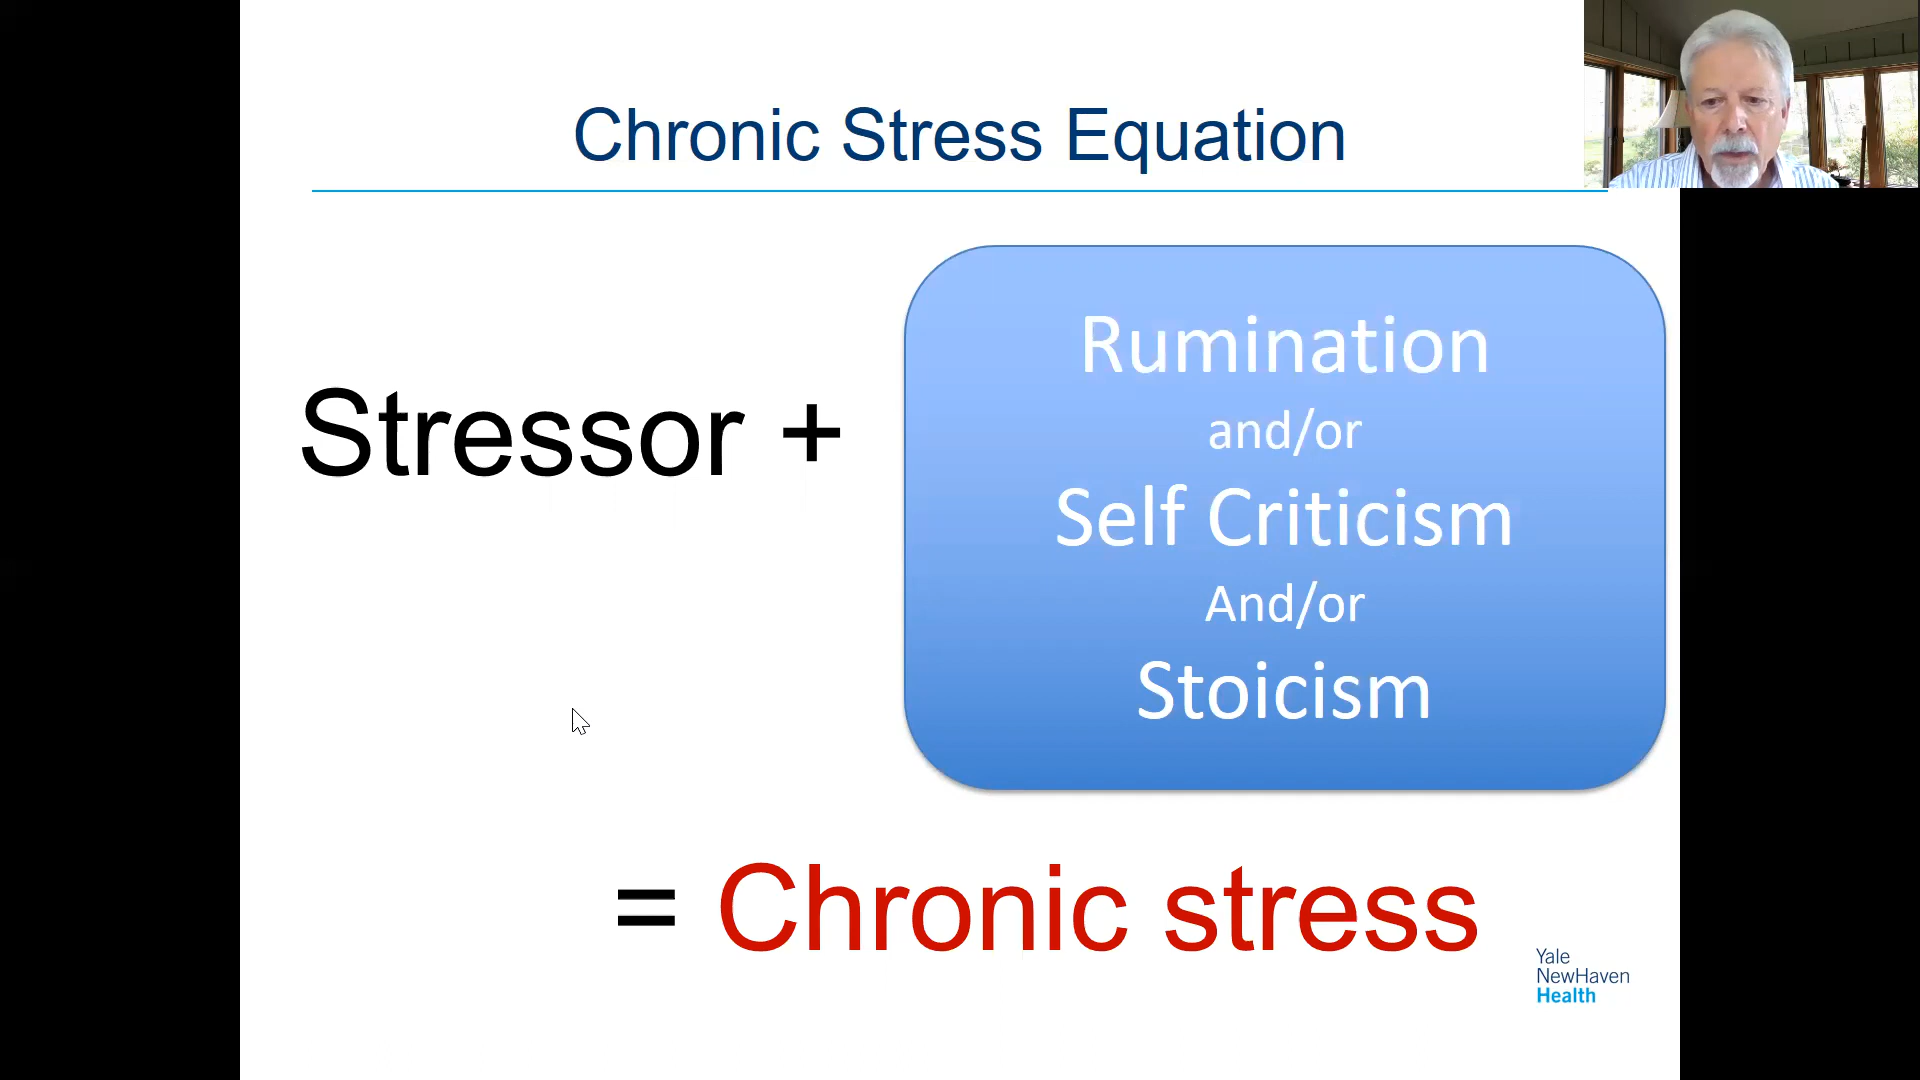 Chronic Stress Equation
Stressor +
Rumination
and/or
Self Criticism
And/or
Stoicism
= Chronic stress
Yale
NewHaven
Health